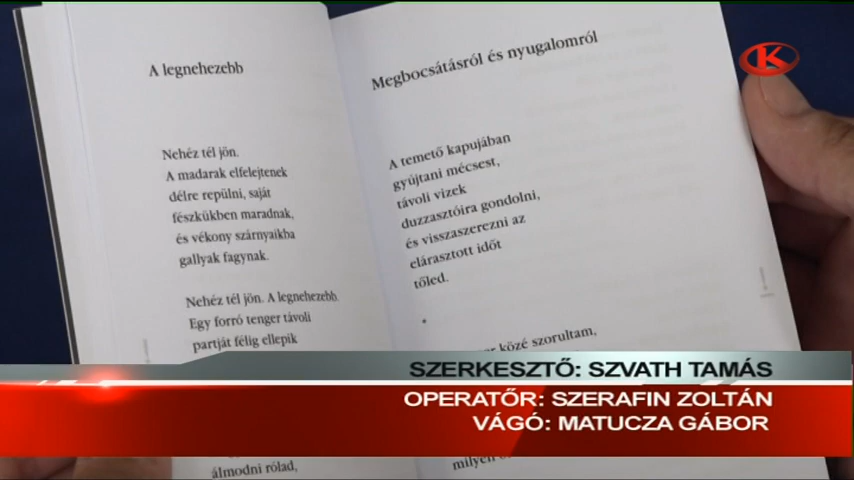 A legnehezebb
Nehéz tél jön.
A madarak elfelejtenek
délre repülni, saját
fészkükben maradnak,
és vékony szárnyaikba
gallyak fagynak.
Nehéz tél jön. A legnehezebb.
Egy forró tenger távoli
partját félig ellepik
álmodni rólad,
Megbocsátásról és nyugalomról
A temető kapujában
gyújtani mécsest,
távoli vizek
duzzasztóira gondolni,
és visszaszerezni az
elárasztott időt
tőled.
*
közé szorultam,
K
SZERKESZTŐ: SZVATH TAMÁS
OPERATŐR: SZERAFIN ZOLTÁN
VÁGÓ: MATUCZA GÁBOR